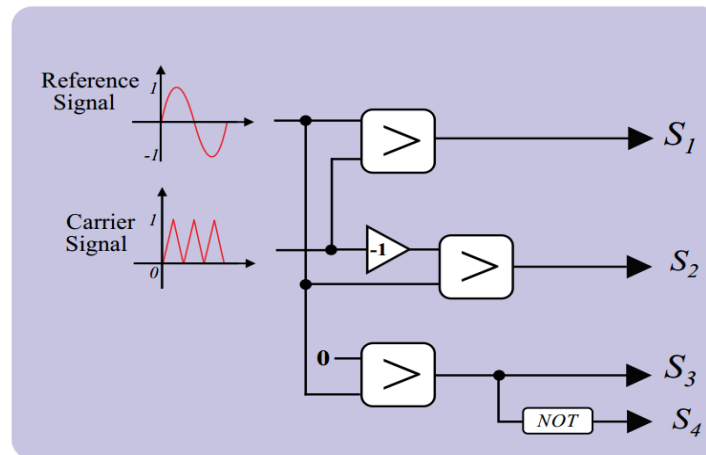 Reference
Signal
1
-1
>
S1
Carrier
Signal
1
0
-1
>
S2
0
>
S3
NOT
S4